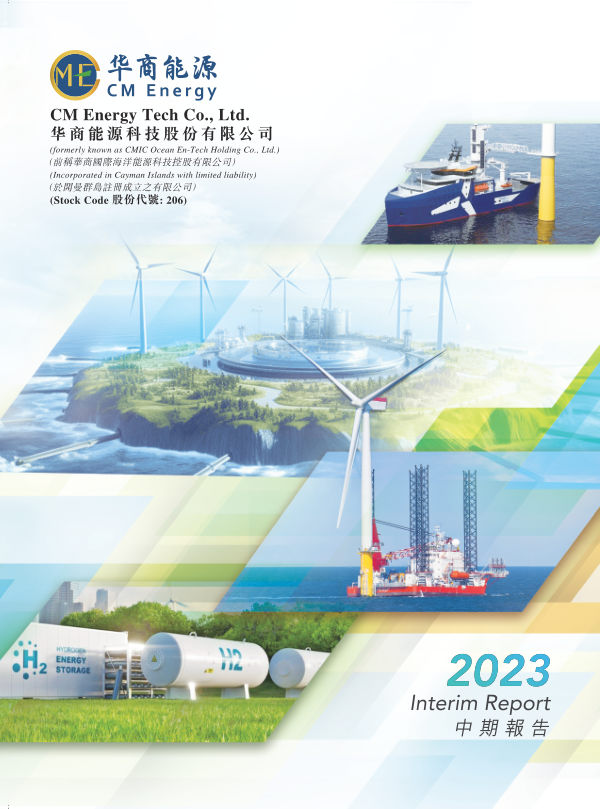 ME
华商能源
CM Energy
CM Energy Tech Co., Ltd.
华商能源科技股份有限公司
(formerly known as CMIC Ocean En-Tech Holding Co., Ltd.)
(前稱華商國際海洋能源科技控股有限公司)
(Incorporated in Cayman Islands with limited liability)
(於開曼群島註冊成立之有限公司)
(Stock Code 股份代號: 206)
H2
HYDROGEN
ENERGY
STORAGE
H2
2023
Interim Report
中期報告